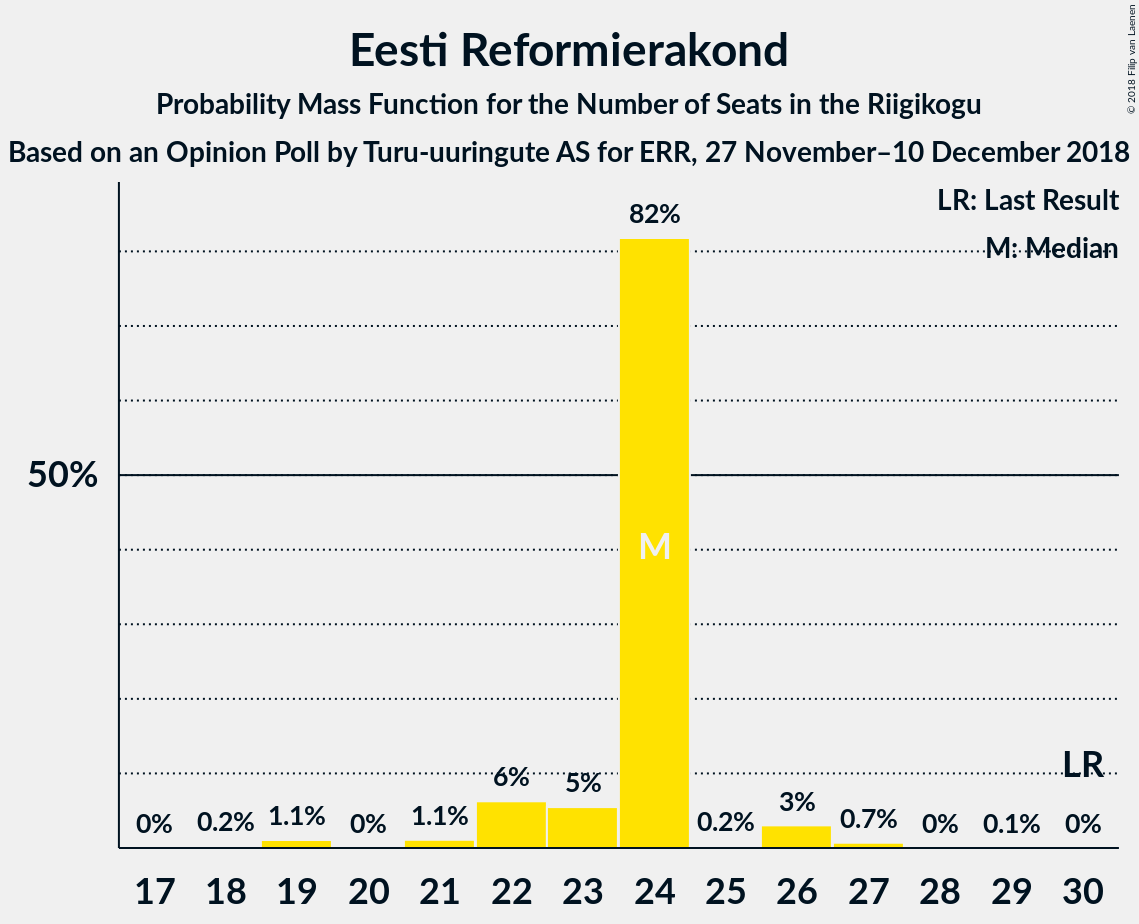 Eesti Reformierakond
Probability Mass Function for the Number of Seats in the Riigikogu
Based on an Opinion Poll by Turu-uuringute AS for ERR, 27 November–10 December 2018
© 2018 Filip van Laenen
LR: Last Result
M: Median
82%
50%
M
LR
0% 0.2% 1.1% 0% 1.1% 6% 5% 0.2% 3% 0.7% 0% 0.1% 0%
17 18 19 20 21 22 23 24 25 26 27 28 29 30